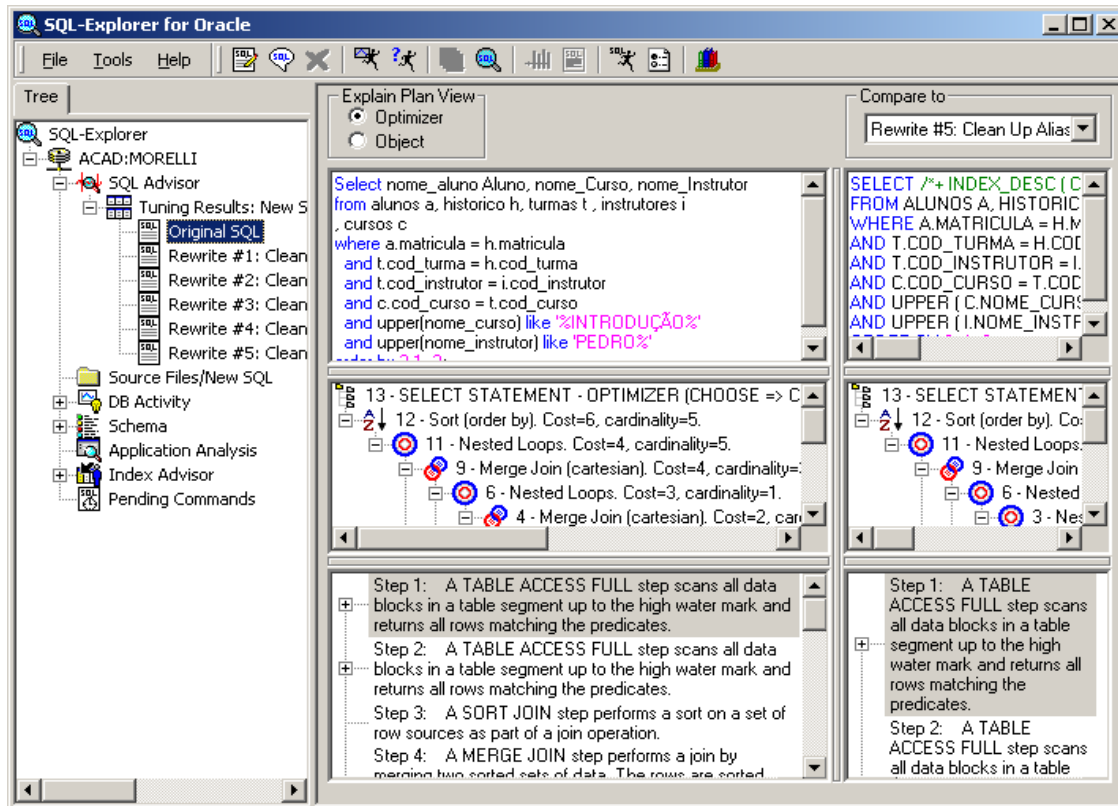 SQL-Explorer for Oracle
File Tools Help
Tree
SQL-Explorer
ACAD:MORELLI
SQL Advisor
Tuning Results: New S
Original SQL
Rewrite #1: Clean
Rewrite #2: Clean
Rewrite #3: Clean
Rewrite #4: Clean
Rewrite #5: Clean
Source Files/New SQL
DB Activity
Schema
Application Analysis
Index Advisor
Pending Commands
Explain Plan View
Optimizer
Object
Compare to
Rewrite #5: Clean Up Alias
Select nome_aluno Aluno, nome_Curso, nome_Instrutor
from alunos a, historico h, turmas t , instrutores i
, cursos c
where a.matricula = h.matricula
and t.cod_turma = h.cod_turma
and t.cod_instrutor = i.cod_instrutor
and c.cod_curso = t.cod_curso
and upper(nome_curso) like '%INTRODUÇÃO%'
and upper(nome_instrutor) like 'PEDRO%'
SELECT /*+ INDEX_DESC ( C
FROM ALUNOS A, HISTORIC
WHERE A.MATRICULA = H.M
AND T.COD_TURMA = H.COD
AND T.COD_INSTRUTOR = I.
AND C.COD_CURSO = T.COD
AND UPPER ( C.NOME_CURS
AND UPPER ( I.NOME_INSTF
13 - SELECT STATEMENT - OPTIMIZER (CHOOSE => C
12 - Sort (order by). Cost=6, cardinality=5.
11 - Nested Loops. Cost=4, cardinality=5.
9 - Merge Join (cartesian). Cost=4, cardinality=
6 - Nested Loops. Cost=3, cardinality=1.
4 - Merge Join (cartesian). Cost=2, car
13 - SELECT STATEMENT
12 - Sort (order by). Co
11 - Nested Loops.
9 - Merge Join
6 - Nested
3 - Nes
Step 1: A TABLE ACCESS FULL step scans all data
blocks in a table segment up to the high water mark and
returns all rows matching the predicates.
Step 2: A TABLE ACCESS FULL step scans all data
blocks in a table segment up to the high water mark and
returns all rows matching the predicates.
Step 3: A SORT JOIN step performs a sort on a set of
row sources as part of a join operation.
Step 4: A MERGE JOIN step performs a join by
merging two sorted sets of data. The rows are sorted
Step 1: A TABLE
ACCESS FULL step scans
all data blocks in a table
segment up to the high
water mark and returns all
rows matching the
predicates.
Step 2: A TABLE
ACCESS FULL step scans
all data blocks in a table